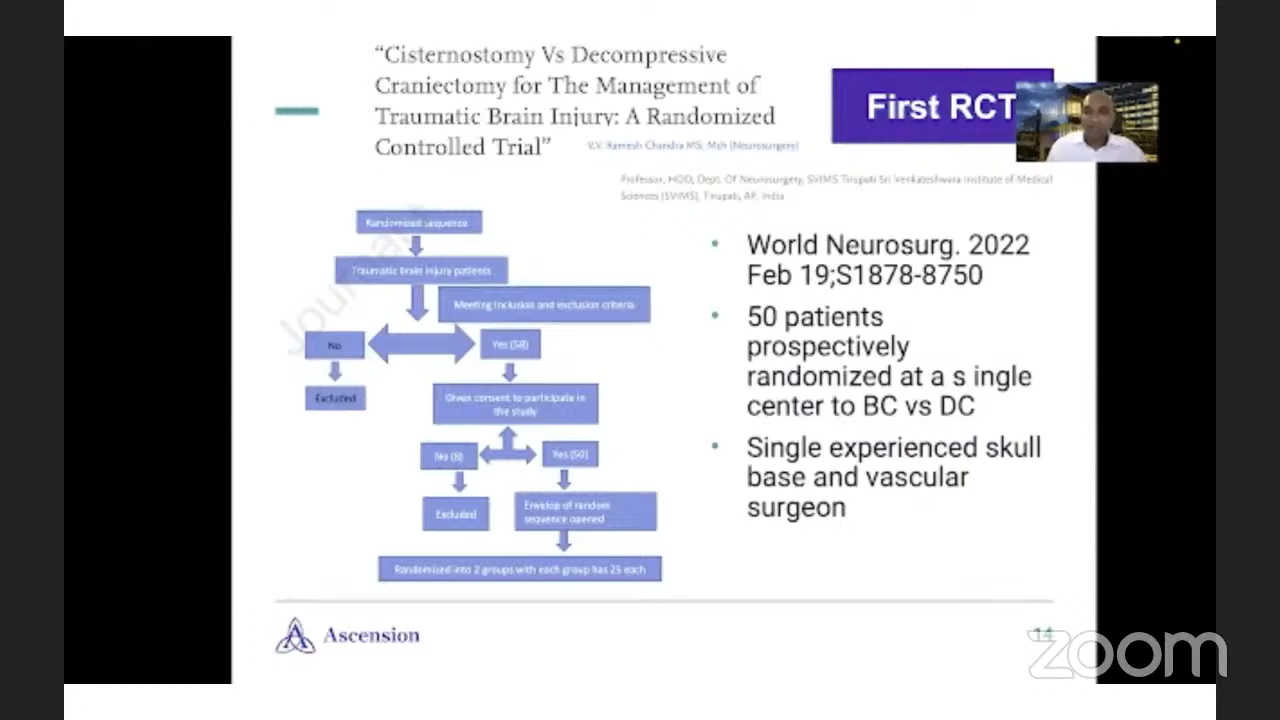 “Cisternostomy Vs Decompressive
Craniectomy for The Management of
Traumatic Brain Injury: A Randomized
Controlled Trial”
V.V. Ramesh Chandra MS, Mch (Neurosurgery)
First RCT
Professor, HOD, Dept. Of Neurosurgery, SVIMS Tirupati Sri Venkateshwara Institute of Medical
Sciences (SVIMS), Tirupati, AP, India
Randomized sequence
Traumatic brain injury patients
Meeting inclusion and exclusion criteria
No
Yes (58)
Excluded
Given consent to participate in
the study
No (8)
Yes (50)
Excluded
Envelop of random
sequence opened
Randomized into 2 groups with each group has 25 each
• World Neurosurg. 2022
Feb 19;S1878-8750
• 50 patients
prospectively
randomized at a s ingle
center to BC vs DC
• Single experienced skull
base and vascular
surgeon
Ascension
14
zoom